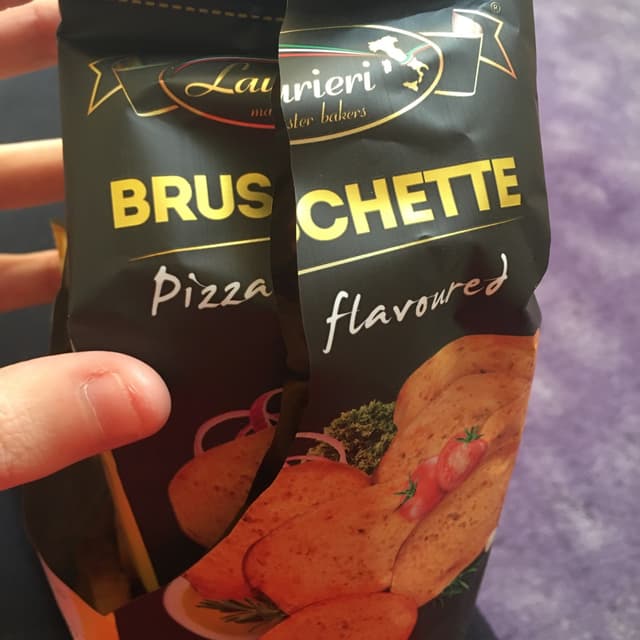 Laurieri
master bakers
BRUSCHETTE
Pizza flavoured